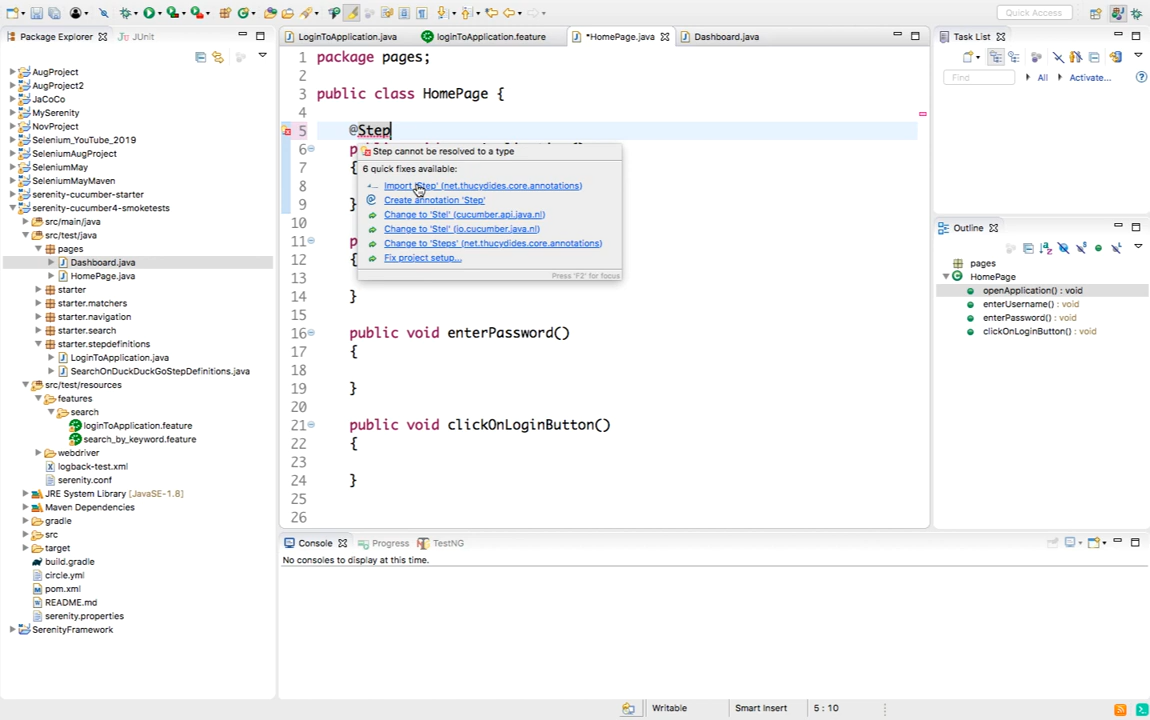 Quick Access
Package Explorer
JUnit
AugProject
AugProject2
JaCoCo
MySerenity
NovProject
Selenium_YouTube_2019
SeleniumAugProject
SeleniumMay
SeleniumMayMaven
serenity-cucumber-starter
serenity-cucumber4-smoketests
src/main/java
src/test/java
pages
Dashboard.java
HomePage.java
starter
starter.matchers
starter.navigation
starter.search
starter.stepdefinitions
LoginToApplication.java
SearchOnDuckDuckGoStepDefinitions.java
src/test/resources
features
search
loginToApplication.feature
search_by_keyword.feature
webdriver
logback-test.xml
serenity.conf
JRE System Library [JavaSE-1.8]
Maven Dependencies
gradle
src
target
build.gradle
circle.yml
pom.xml
README.md
serenity.properties
SerenityFramework
LoginToApplication.java
loginToApplication.feature
*HomePage.java
Dashboard.java
1 package pages;
2
3 public class HomePage {
4
5 @Step
6 p
7 {
8
9 }
10
11 p
12 {
13
14 }
15
16 public void enterPassword()
17 {
18
19 }
20
21 public void clickOnLoginButton()
22 {
23
24 }
25
26
Step cannot be resolved to a type
6 quick fixes available:
Import 'Step' (net.thucydides.core.annotations)
Create annotation 'Step'
Change to 'Stel' (cucumber.api.java.nl)
Change to 'Stel' (io.cucumber.java.nl)
Change to 'Steps' (net.thucydides.core.annotations)
Fix project setup...
Press 'F2' for focus
Task List
Find
All
Activate...
Outline
pages
HomePage
openApplication() : void
enterUsername() : void
enterPassword() : void
clickOnLoginButton() : void
Console
Progress
TestNG
No consoles to display at this time.
Writable
Smart Insert
5 : 10